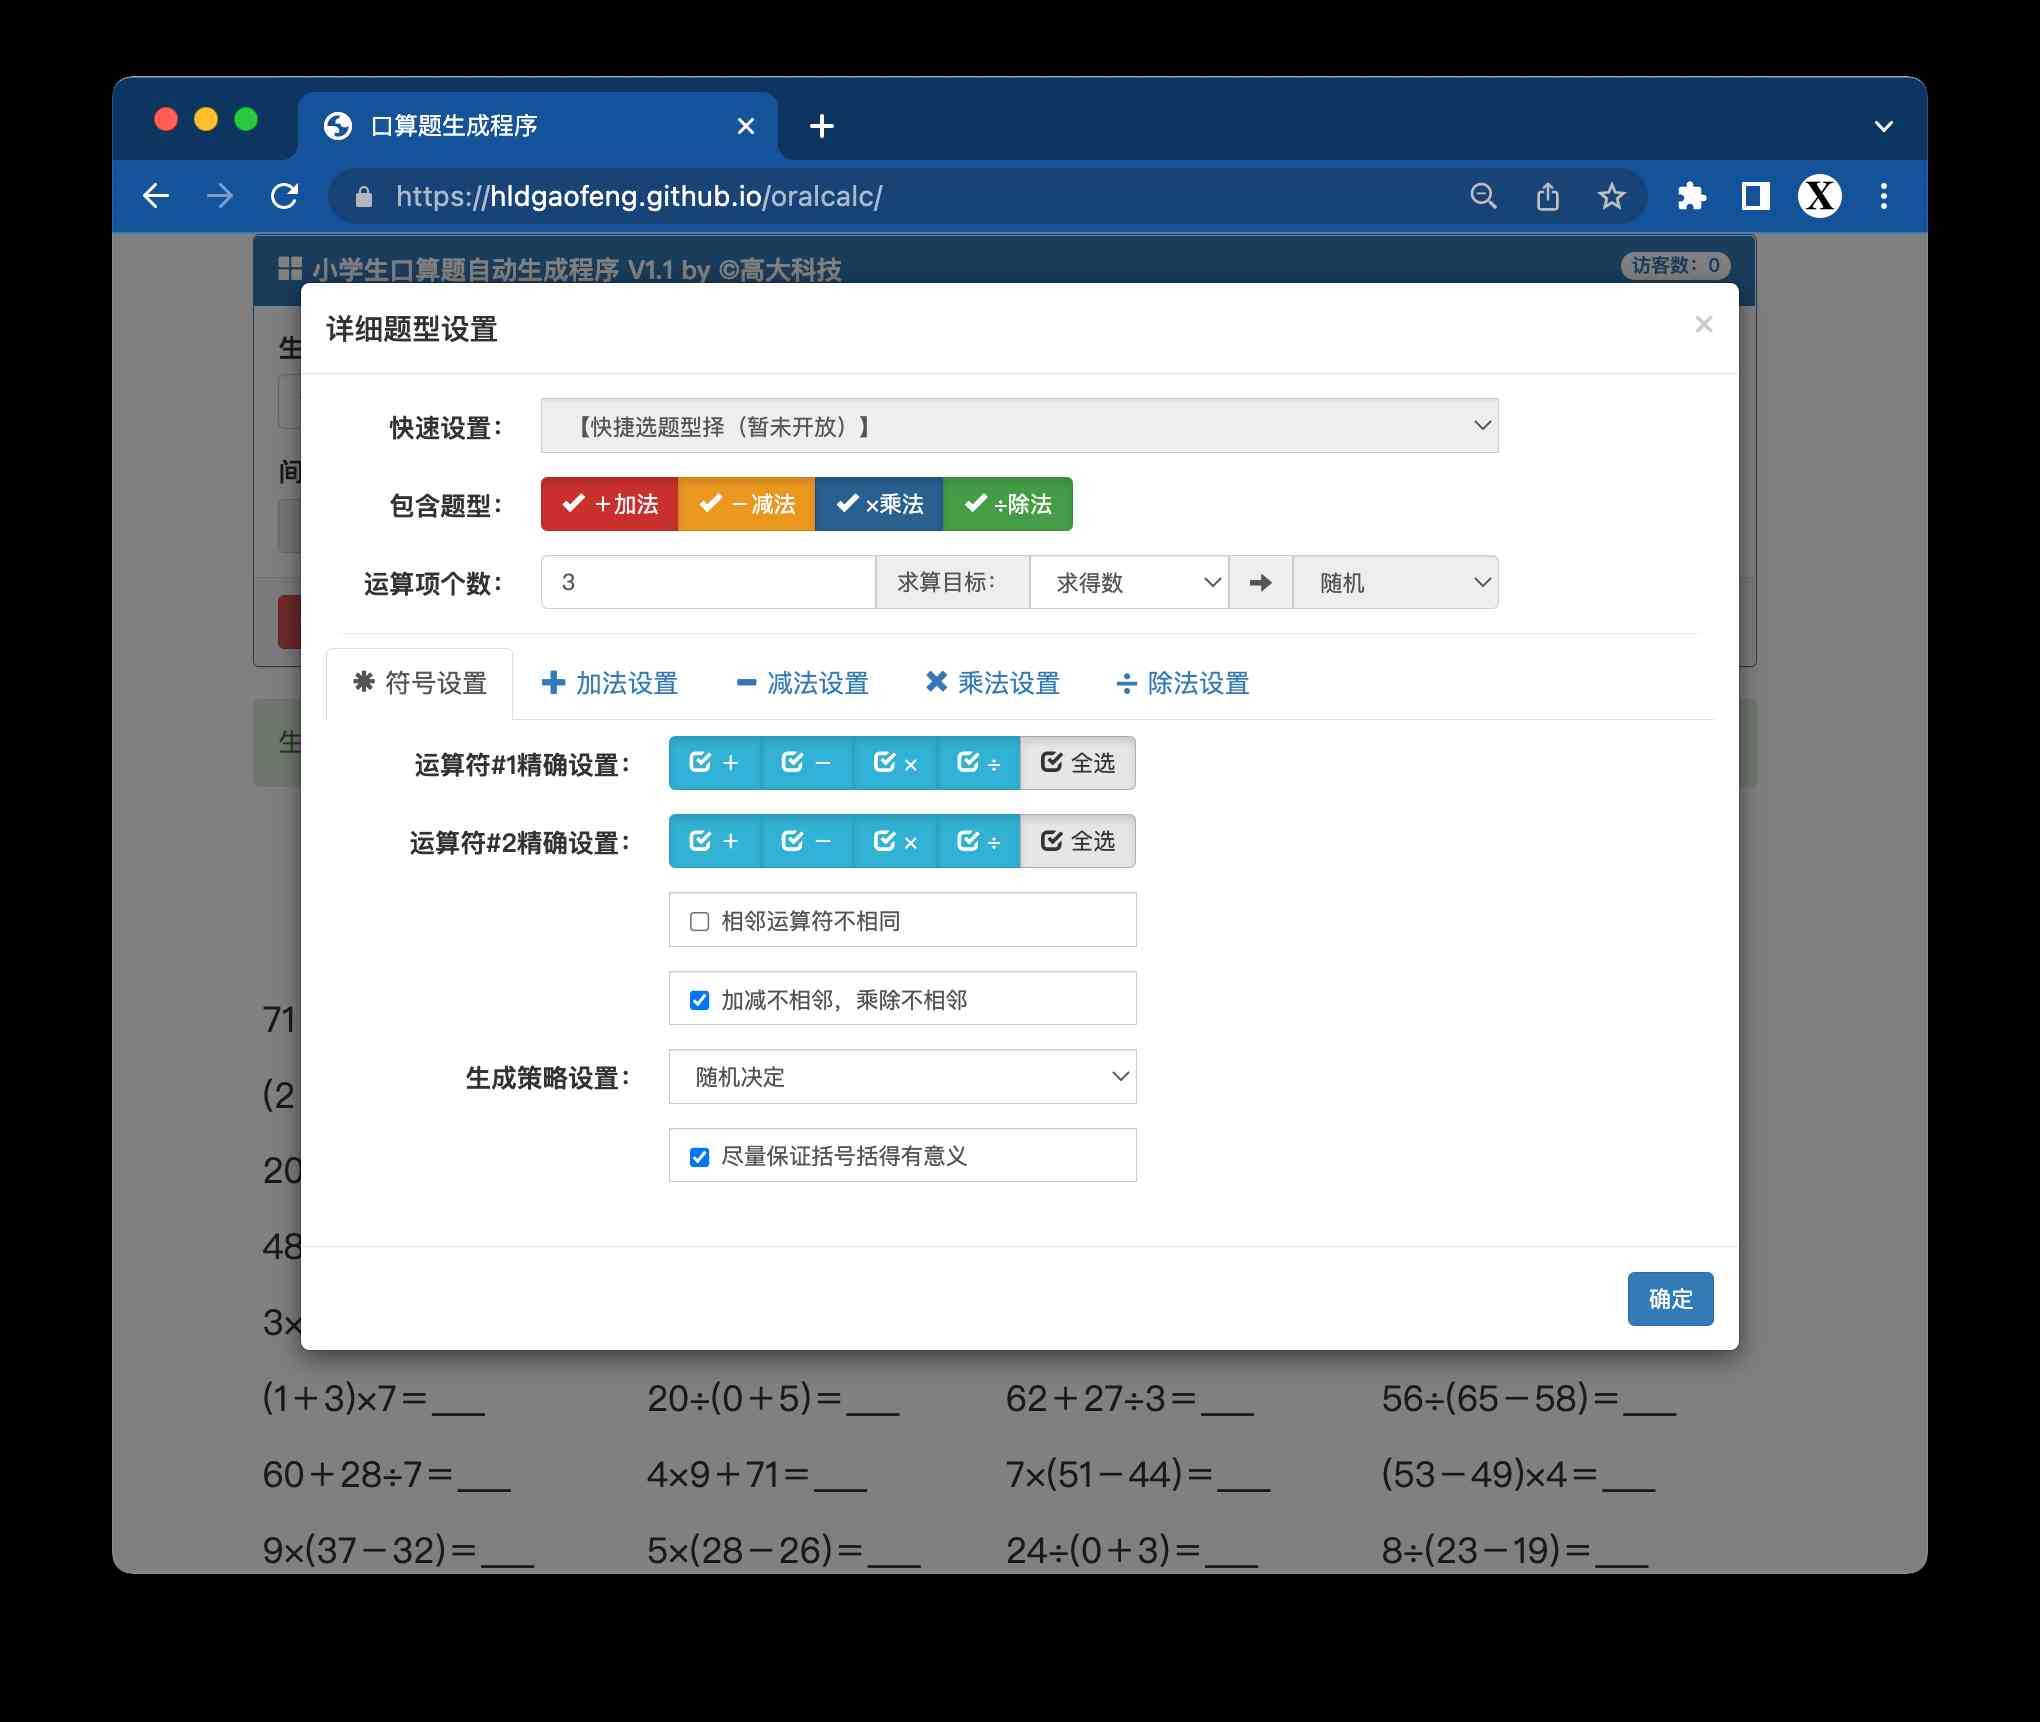 口算题生成程序
https://hldgaofeng.github.io/oralcalc/
小学生口算题自动生成程序 V1.1 by ©高大科技
访客数：0
详细题型设置
×
生
快速设置：
【快捷选题型择（暂未开放）】
间
包含题型：
＋加法
－减法
×乘法
÷除法
运算项个数：
3
求算目标：
求得数
随机
符号设置
加法设置
减法设置
乘法设置
÷ 除法设置
生
运算符#1精确设置：
＋
－
×
÷
全选
运算符#2精确设置：
＋
－
×
÷
全选
相邻运算符不相同
加减不相邻，乘除不相邻
71
生成策略设置：
随机决定
(2
尽量保证括号括得有意义
20
48
确定
3×
(1＋3)×7＝___ 20÷(0＋5)＝___ 62＋27÷3＝___ 56÷(65－58)＝___
60＋28÷7＝___ 4×9＋71＝___ 7×(51－44)＝___ (53－49)×4＝___
9×(37－32)＝___ 5×(28－26)＝___ 24÷(0＋3)＝___ 8÷(23－19)＝___